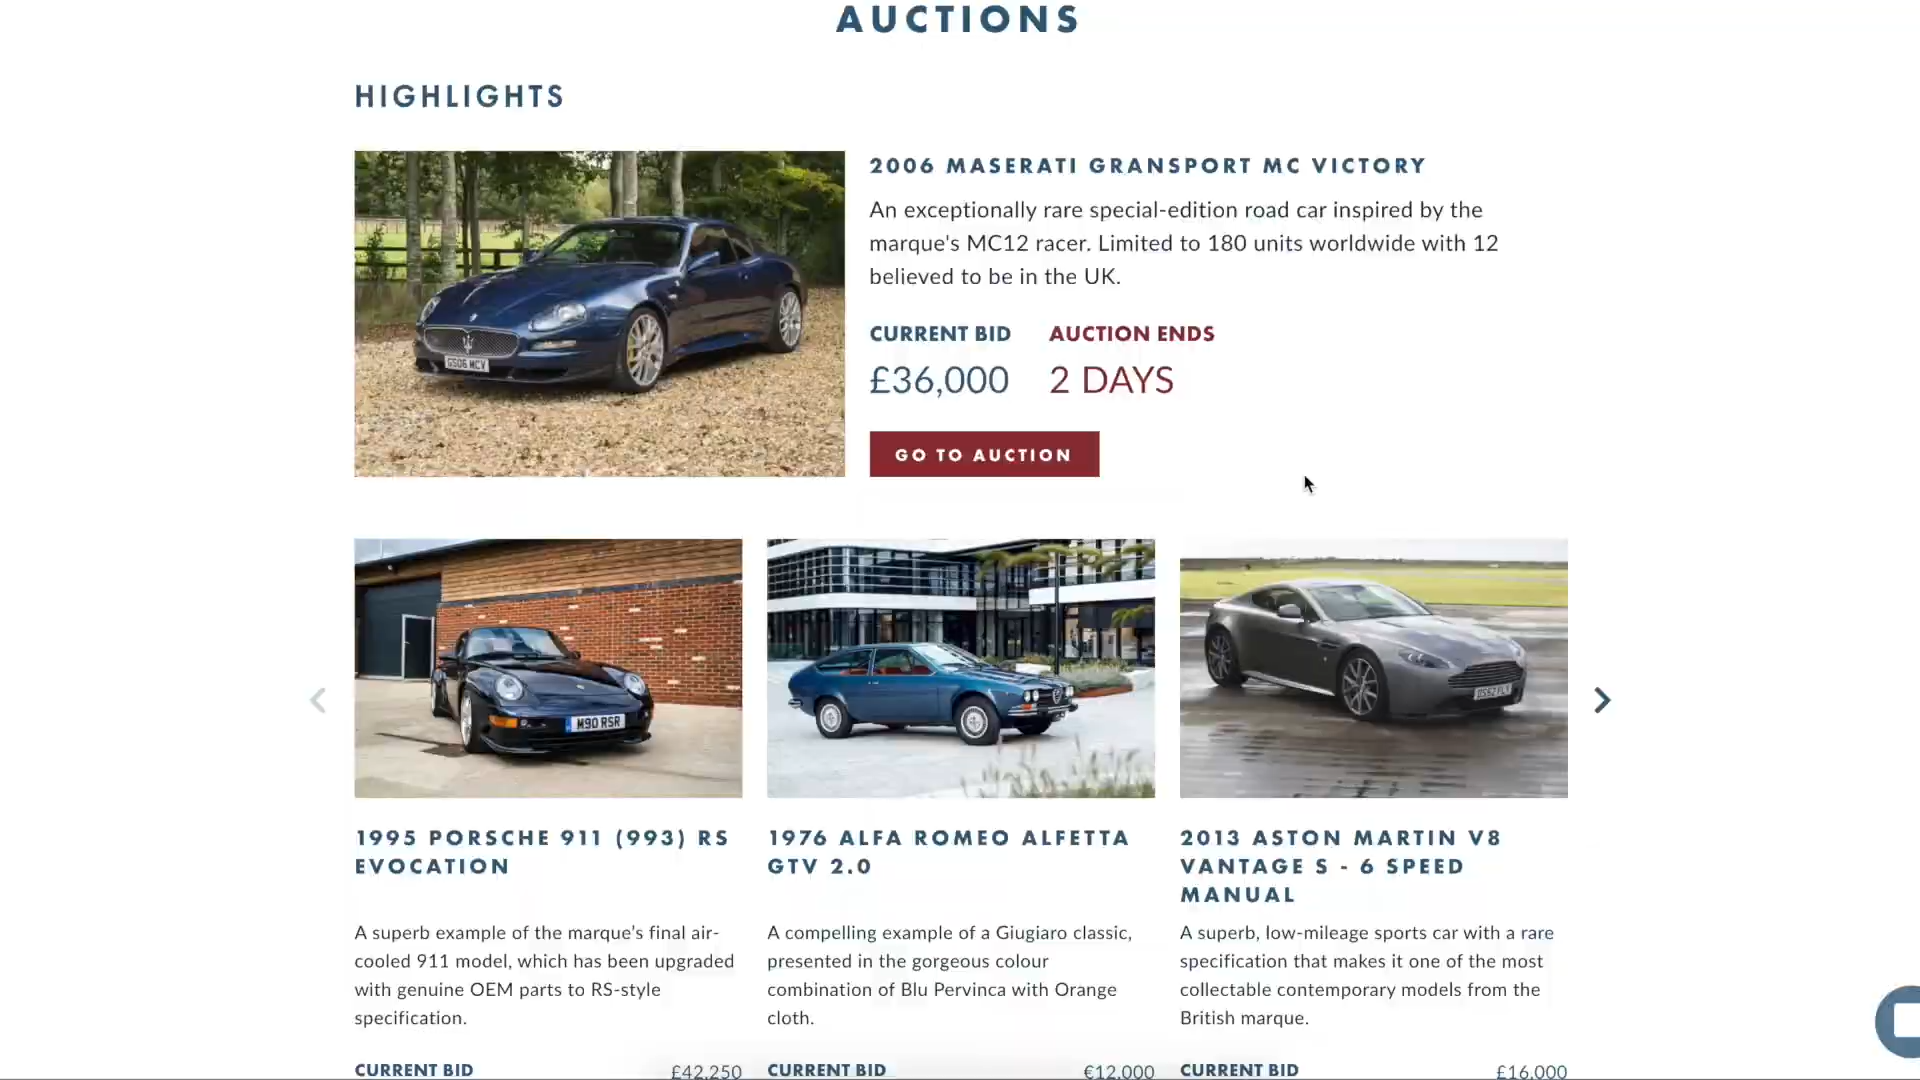 AUCTIONS
HIGHLIGHTS
2006 MASERATI GRANSPORT MC VICTORY
An exceptionally rare special-edition road car inspired by the
marque's MC12 racer. Limited to 180 units worldwide with 12
believed to be in the UK.
CURRENT BID AUCTION ENDS
£36,000 2 DAYS
GO TO AUCTION
GS06 MCV
M90 RSR
1995 PORSCHE 911 (993) RS
EVOCATION
A superb example of the marque’s final air-
cooled 911 model, which has been upgraded
with genuine OEM parts to RS-style
specification.
CURRENT BID £42,250
1976 ALFA ROMEO ALFETTA
GTV 2.0
A compelling example of a Giugiaro classic,
presented in the gorgeous colour
combination of Blu Pervinca with Orange
cloth.
CURRENT BID €12,000
2013 ASTON MARTIN V8
VANTAGE S - 6 SPEED
MANUAL
A superb, low-mileage sports car with a rare
specification that makes it one of the most
collectable contemporary models from the
British marque.
CURRENT BID £16,000